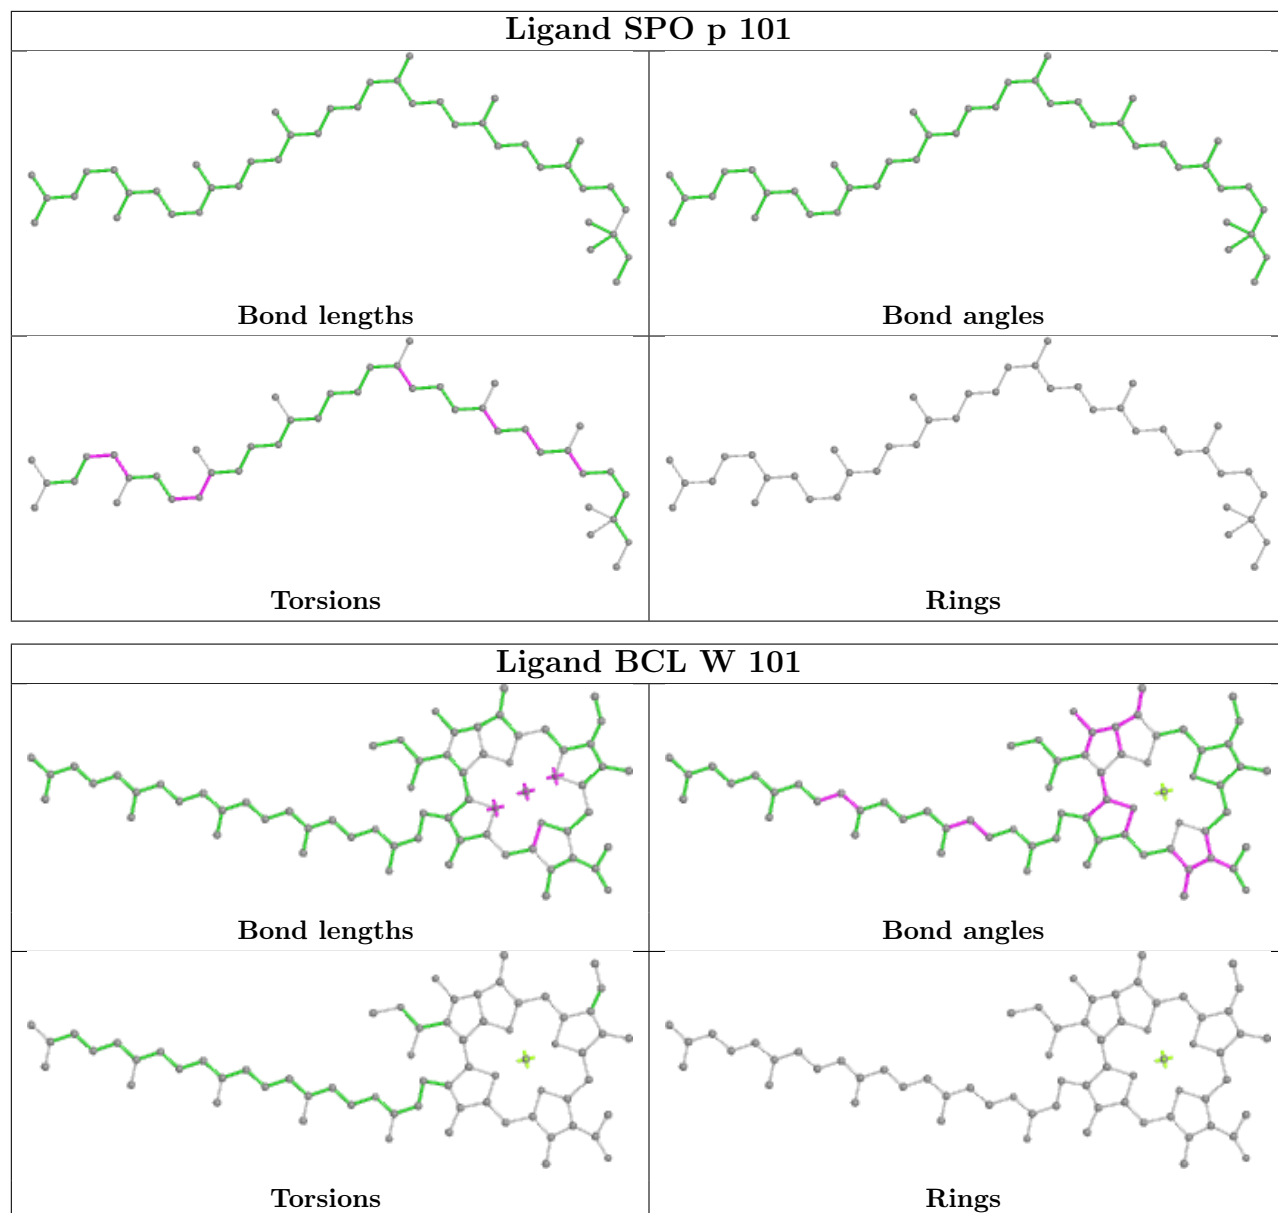 Ligand SPO p 101
Bond lengths
Bond angles
Torsions
Rings
Ligand BCL W 101
Bond lengths
Bond angles
Torsions
Rings